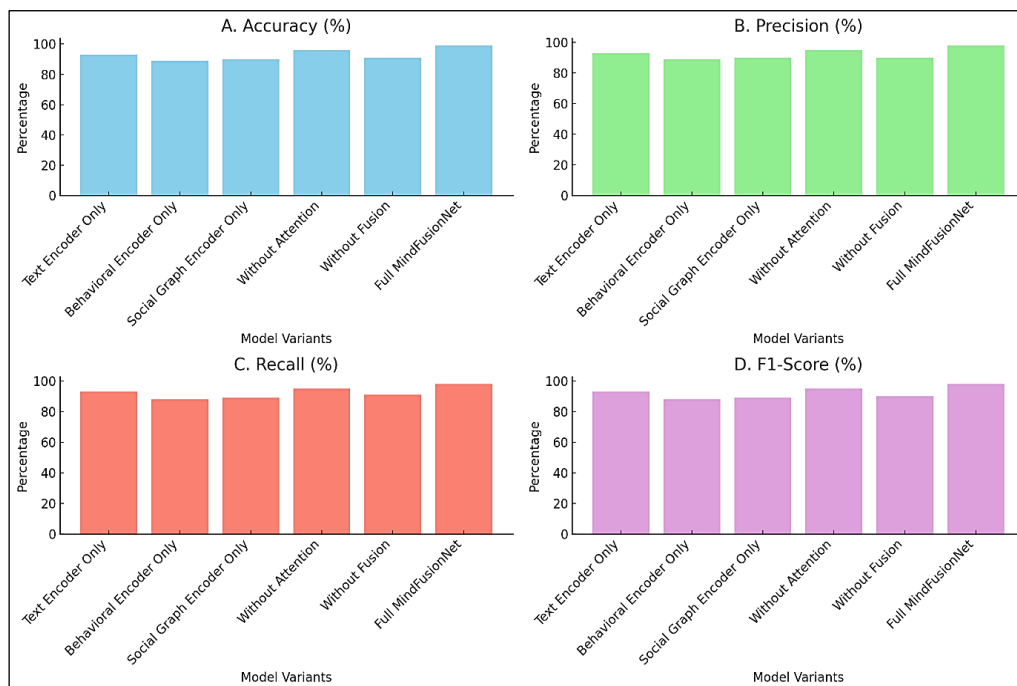 A. Accuracy (%)
Percentage
100
80
60
40
20
0
Text Encoder Only
Behavioral Encoder Only
Social Graph Encoder Only
Without Attention
Without Fusion
Full MindFusionNet
Model Variants
B. Precision (%)
Percentage
100
80
60
40
20
0
Text Encoder Only
Behavioral Encoder Only
Social Graph Encoder Only
Without Attention
Without Fusion
Full MindFusionNet
Model Variants
C. Recall (%)
Percentage
100
80
60
40
20
0
Text Encoder Only
Behavioral Encoder Only
Social Graph Encoder Only
Without Attention
Without Fusion
Full MindFusionNet
Model Variants
D. F1-Score (%)
Percentage
100
80
60
40
20
0
Text Encoder Only
Behavioral Encoder Only
Social Graph Encoder Only
Without Attention
Without Fusion
Full MindFusionNet
Model Variants